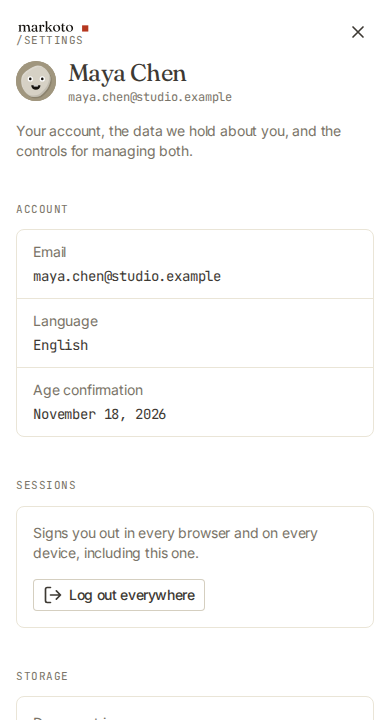 markoto
/SETTINGS
Maya Chen
maya.chen@studio.example
Your account, the data we hold about you, and the
controls for managing both.
ACCOUNT
Email
maya.chen@studio.example
Language
English
Age confirmation
November 18, 2026
SESSIONS
Signs you out in every browser and on every
device, including this one.
Log out everywhere
STORAGE